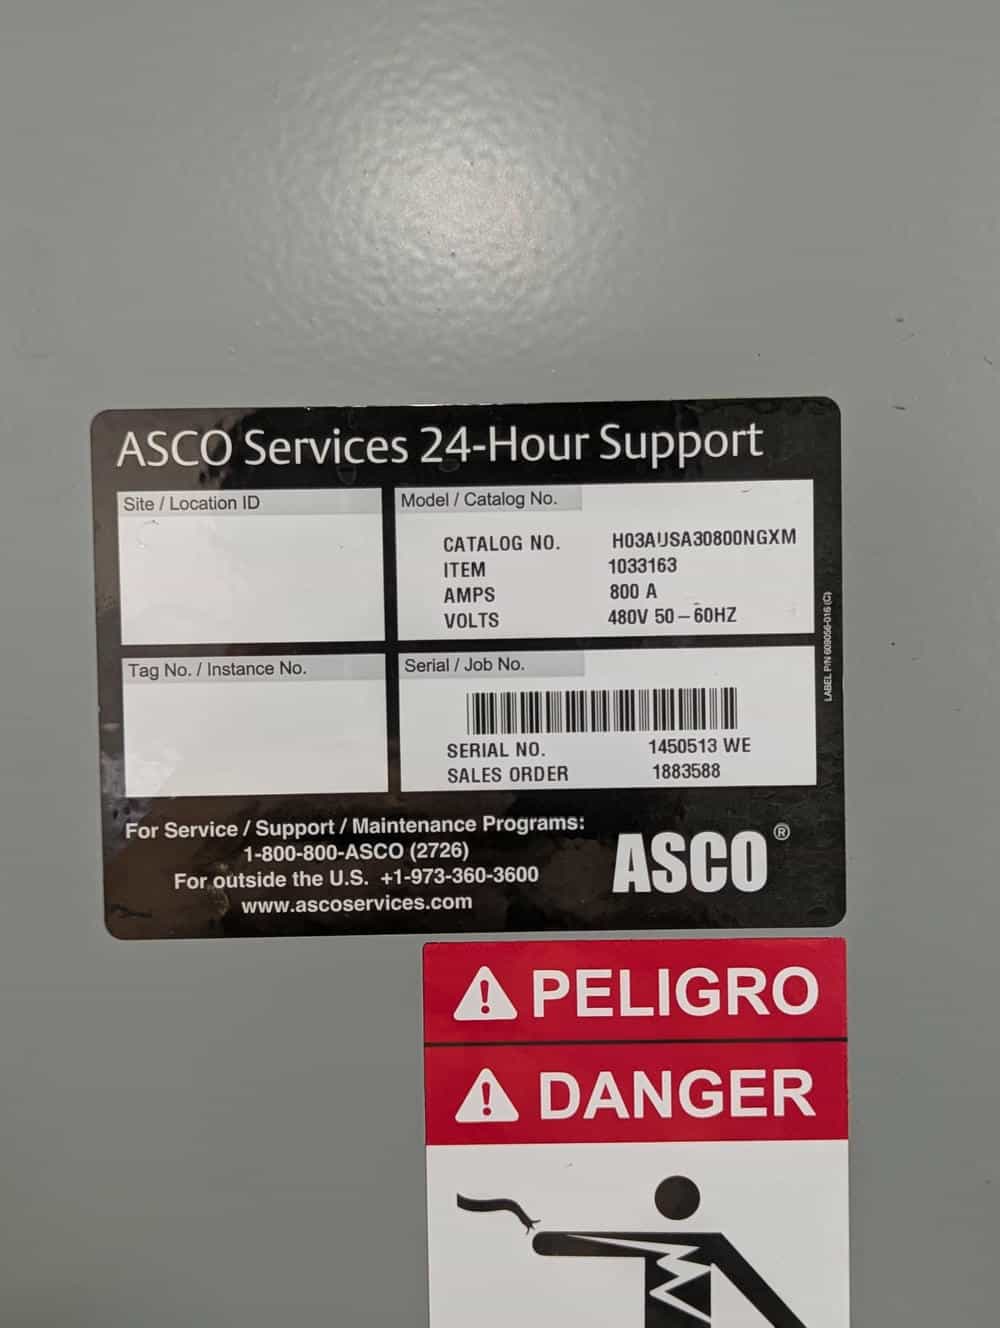 ASCO Services 24-Hour Support
Site / Location ID
Model / Catalog No.
CATALOG NO. H03AUSA30800NGXM
ITEM 1033163
AMPS 800 A
VOLTS 480V 50-60HZ
Tag No. / Instance No.
Serial / Job No.
SERIAL NO. 1450513 WE
SALES ORDER 1883588
LABEL P/N 609056-016 (C)
For Service / Support / Maintenance Programs:
1-800-800-ASCO (2726)
For outside the U.S. +1-973-360-3600
www.ascoservices.com
ASCO®
PELIGRO
DANGER